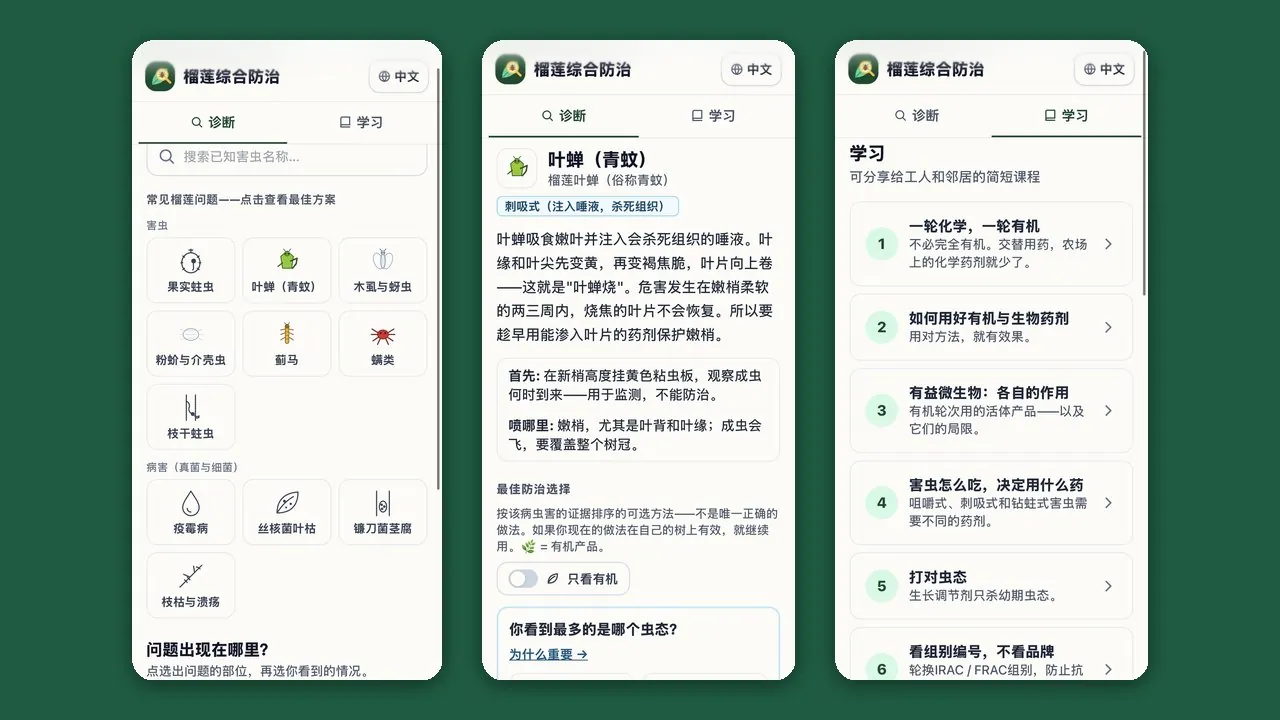 榴莲综合防治
中文
诊断
学习
搜索已知害虫名称...
常见榴莲问题——点击查看最佳方案
害虫
果实蛀虫
叶蝉（青蚊）
木虱与蚜虫
粉蚧与介壳虫
蓟马
螨类
枝干蛀虫
病害（真菌与细菌）
疫霉病
丝核菌叶枯
镰刀菌茎腐
枝枯与溃疡
问题出现在哪里?
点选出问题的部位，再选你看到的情况。
榴莲综合防治
中文
诊断
学习
叶蝉（青蚊）
榴莲叶蝉（俗称青蚊）
刺吸式（注入唾液，杀死组织）
叶蝉吸食嫩叶并注入会杀死组织的唾液。叶
缘和叶尖先变黄，再变褐焦脆，叶片向上卷
——这就是"叶蝉烧"。危害发生在嫩梢柔软
的两三周内，烧焦的叶片不会恢复。所以要
趁早用能渗入叶片的药剂保护嫩梢。
首先: 在新梢高度挂黄色粘虫板，观察成虫
何时到来——用于监测，不能防治。
喷哪里: 嫩梢，尤其是叶背和叶缘；成虫会
飞，要覆盖整个树冠。
最佳防治选择
按该病虫害的证据排序的可选方法——不是唯一正确的
做法。如果你现在的做法在自己的树上有效，就继续
用。🌿 = 有机产品。
只看有机
你看到最多的是哪个虫态?
为什么重要 →
榴莲综合防治
中文
诊断
学习
学习
可分享给工人和邻居的简短课程
1
一轮化学，一轮有机
不必完全有机。交替用药，农场
上的化学药剂就少了。
2
如何用好有机与生物药剂
用对方法，就有效果。
3
有益微生物：各自的作用
有机轮次用的活体产品——以及
它们的局限。
4
害虫怎么吃，决定用什么药
咀嚼式、刺吸式和钻蛀式害虫需
要不同的药剂。
5
打对虫态
生长调节剂只杀幼期虫态。
6
看组别编号，不看品牌
轮换IRAC / FRAC组别，防止抗